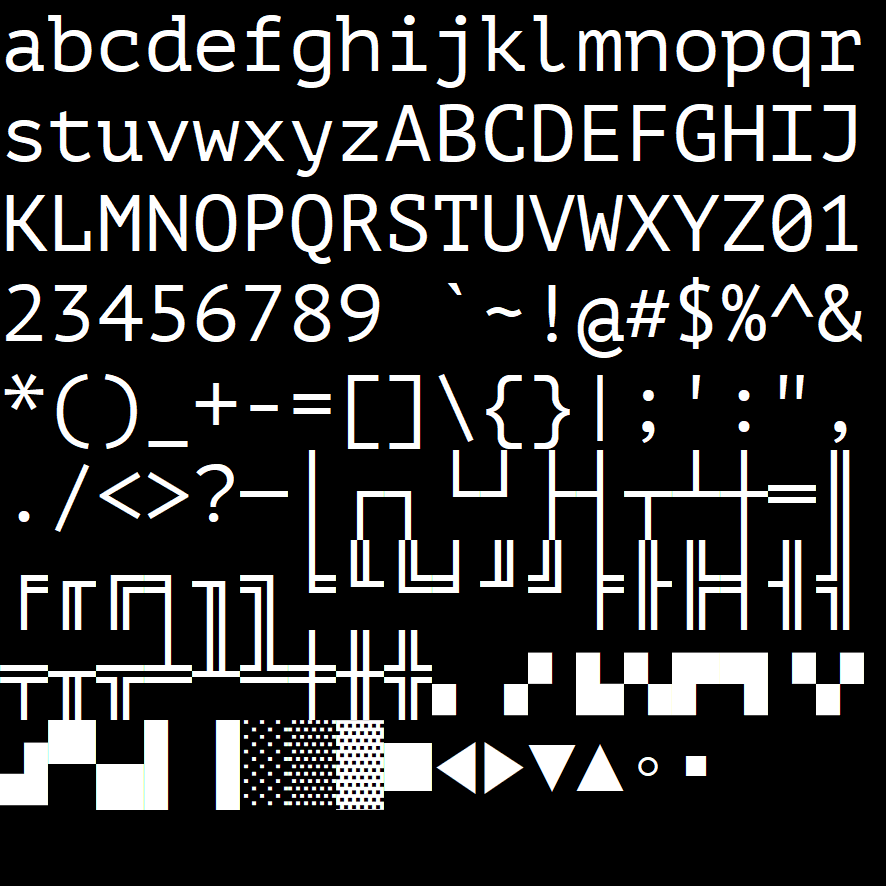 abcdefghijklmnopqr
stuvwxyzABCDEFGHIJ
KLMNOPQRSTUVWXYZ01
23456789 `~!@#$%^&
*()_+-=[]\{}|;':",
./<>?─│┌┐└┘├┤┬┴┼═║
╒╓╔╕╖╗╘╙╚╛╜╝╞╟╠╡╢╣
╤╥╦╧╨╩╪╫╬▖▗▘▙▚▛▜▝▞
▟▀▄▌▐░▒▓■◀▶▼▲◦▪